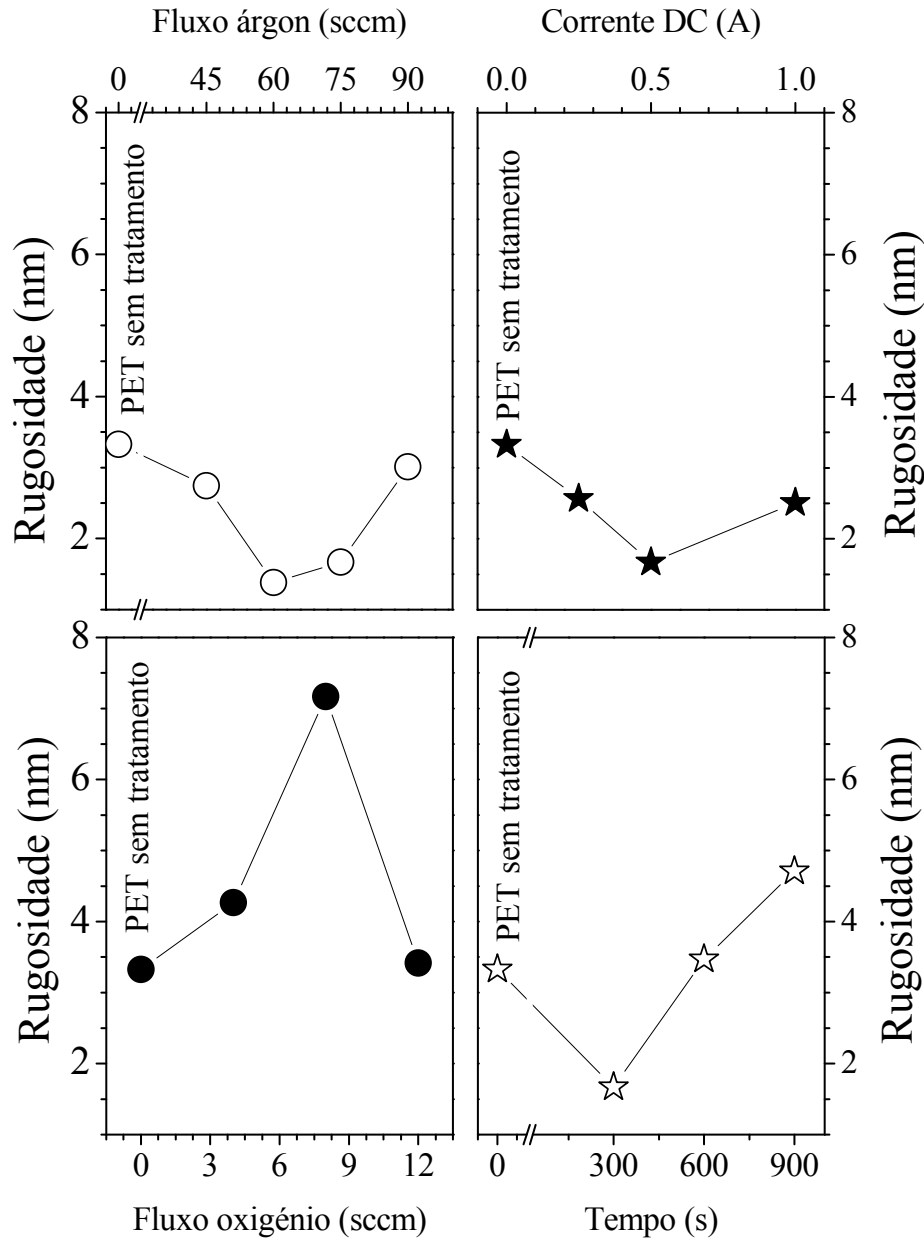 Fluxo árgon (sccm)
0 45 60 75 90
Corrente DC (A)
0.0 0.5 1.0
8
6
4
2
Rugosidade (nm)
PET sem tratamento
PET sem tratamento
8
6
4
2
Rugosidade (nm)
8
6
4
2
Rugosidade (nm)
PET sem tratamento
PET sem tratamento
8
6
4
2
Rugosidade (nm)
0 3 6 9 12
Fluxo oxigénio (sccm)
0 300 600 900
Tempo (s)